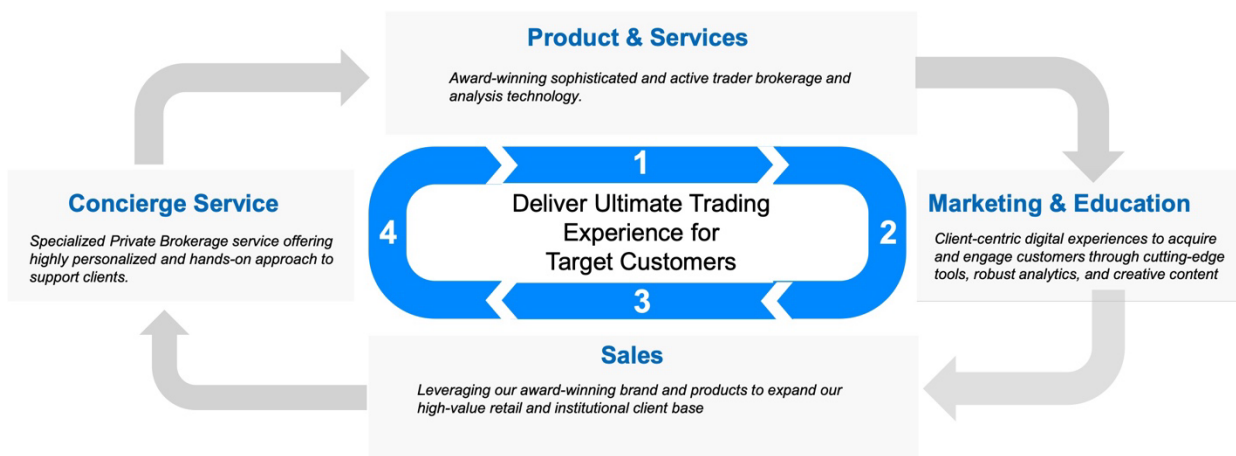 Product & Services
Award-winning sophisticated and active trader brokerage and
analysis technology.
1
Deliver Ultimate Trading
Experience for
Target Customers
2
3
4
Marketing & Education
Client-centric digital experiences to acquire
and engage customers through cutting-edge
tools, robust analytics, and creative content
Sales
Leveraging our award-winning brand and products to expand our
high-value retail and institutional client base
Concierge Service
Specialized Private Brokerage service offering
highly personalized and hands-on approach to
support clients.